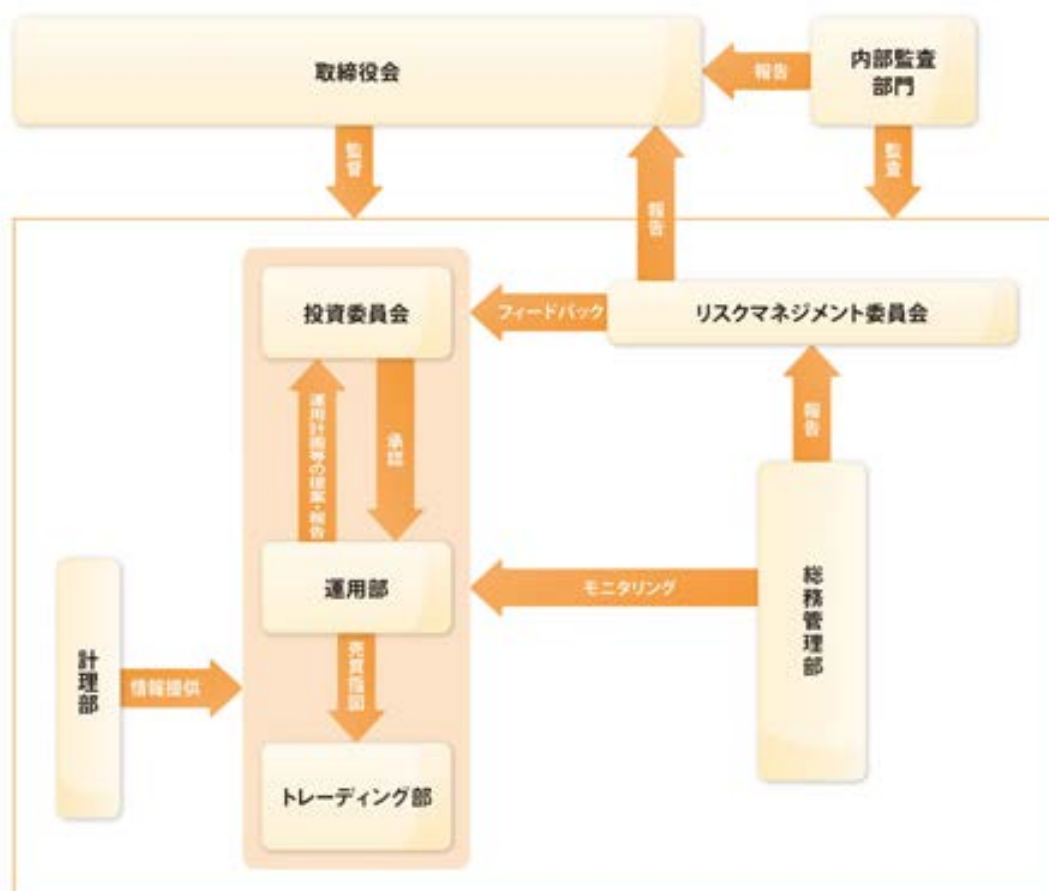 取締役会
報告
内部監査
部門
監督
監査
報告
投資委員会
フィードバック
リスクマネジメント委員会
運用計画等の提案・報告
承認
報告
運用部
モニタリング
総務管理部
計理部
情報提供
売買指図
トレーディング部